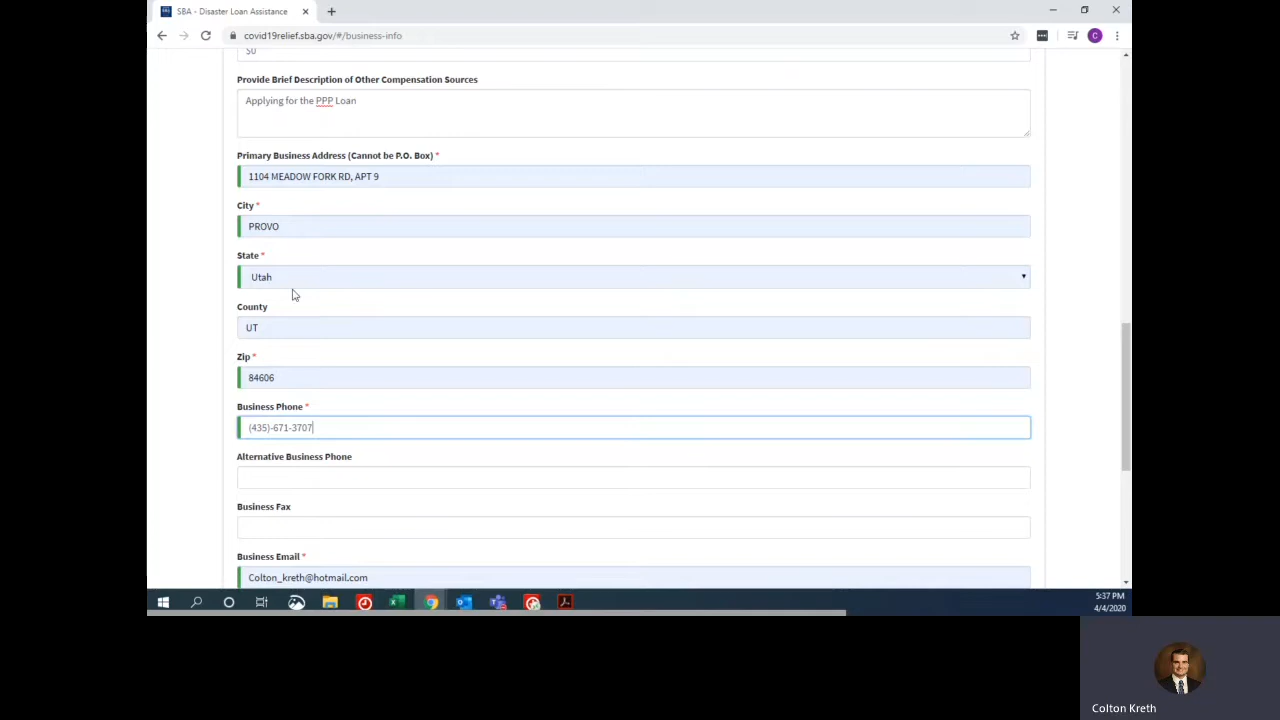 SBA - Disaster Loan Assistance
covid19relief.sba.gov/#/business-info
C
$0
Provide Brief Description of Other Compensation Sources
Applying for the PPP Loan
Primary Business Address (Cannot be P.O. Box) *
1104 MEADOW FORK RD, APT 9
City *
PROVO
State *
Utah
County
UT
Zip *
84606
Business Phone *
(435)-671-3707
Alternative Business Phone
Business Fax
Business Email *
Colton_kreth@hotmail.com
5:37 PM
4/4/2020
Colton Kreth